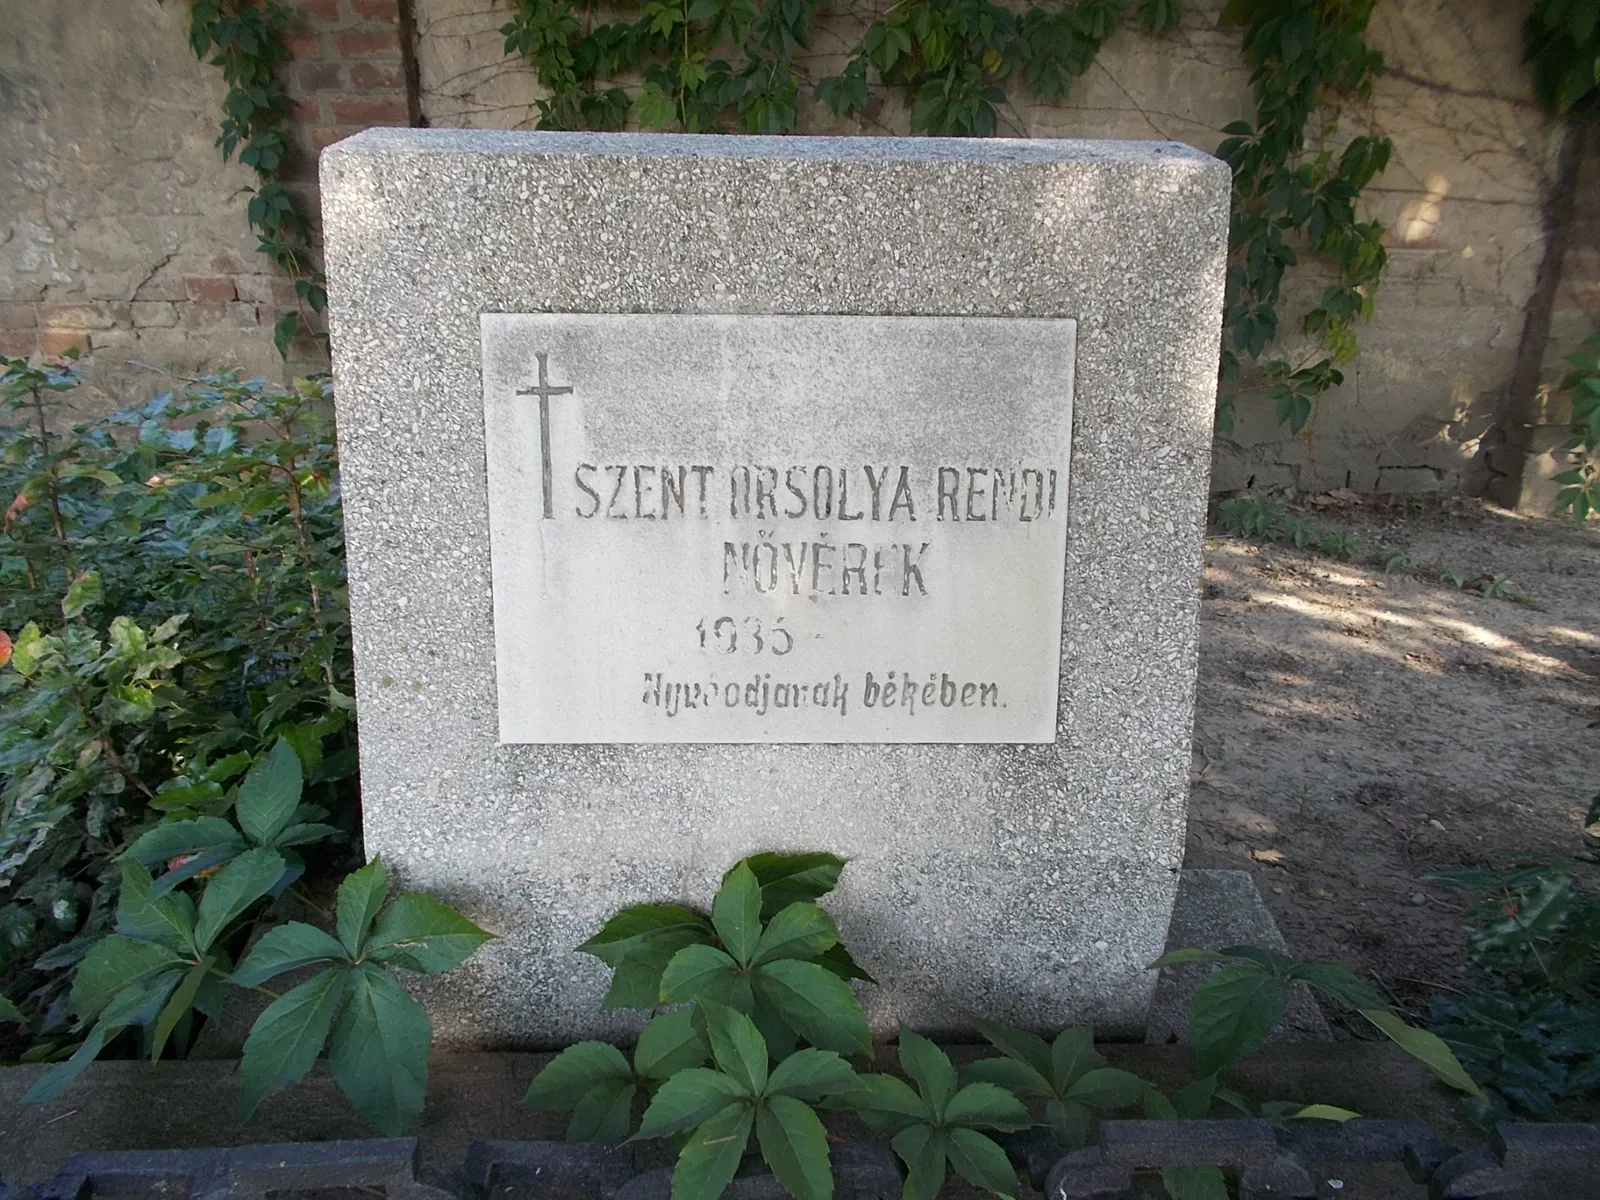 SZENT ORSOLYA RENDI
NŐVÉREK
1935 -
Nyugodjanak békében.